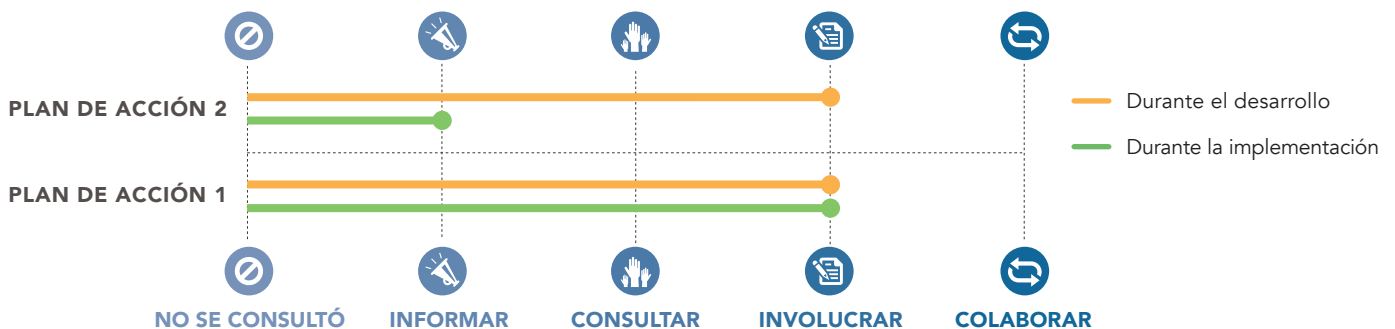 PLAN DE ACCIÓN 2
Durante el desarrollo
Durante la implementación
PLAN DE ACCIÓN 1
NO SE CONSULTÓ
INFORMAR
CONSULTAR
INVOLUCRAR
COLABORAR